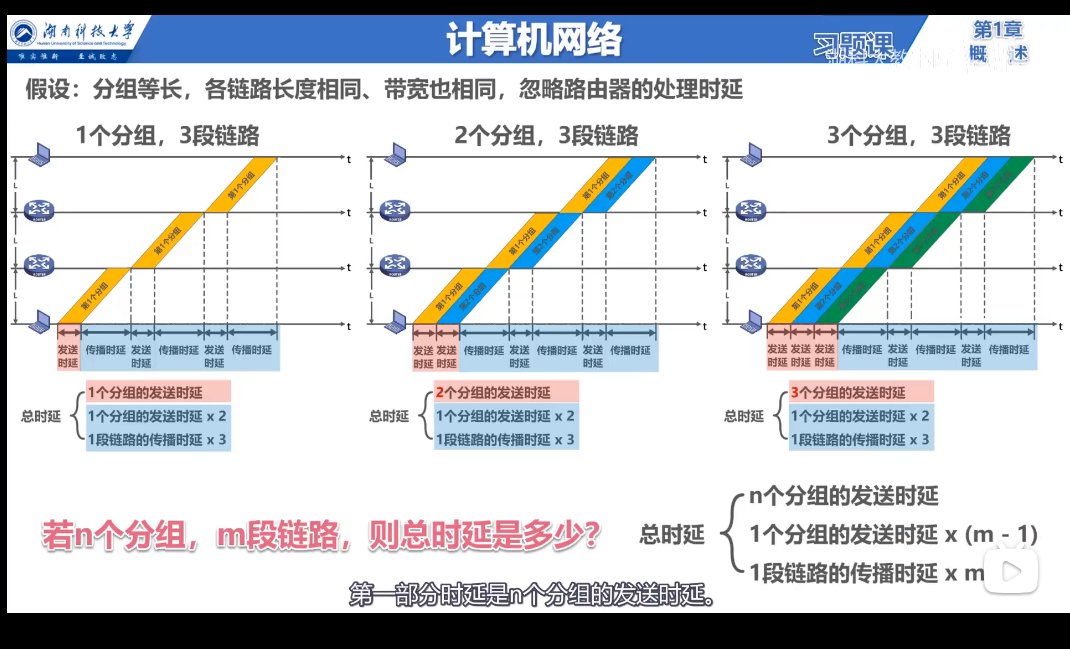 湖南科技大学
Hunan University of Science and Technology
唯实惟新 至诚致志
计算机网络
习题课
第1章
概 述
假设：分组等长，各链路长度相同、带宽也相同，忽略路由器的处理时延
1个分组，3段链路
2个分组，3段链路
3个分组，3段链路
t
t
t
L
第1个分组
第1个分组
第2个分组
第1个分组
第2个分组
t
t
t
L
第1个分组
第1个分组
第2个分组
第1个分组
第2个分组
t
t
t
L
第1个分组
第1个分组
第2个分组
第1个分组
第2个分组
t
t
t
发送时延 传播时延 发送时延 传播时延 发送时延 传播时延
发送时延 发送时延 传播时延 发送时延 传播时延 发送时延 传播时延
发送时延 发送时延 发送时延 传播时延 发送时延 传播时延 发送时延 传播时延
总时延
1个分组的发送时延
1个分组的发送时延 x 2
1段链路的传播时延 x 3
总时延
2个分组的发送时延
1个分组的发送时延 x 2
1段链路的传播时延 x 3
总时延
3个分组的发送时延
1个分组的发送时延 x 2
1段链路的传播时延 x 3
若n个分组，m段链路，则总时延是多少？
总时延
n个分组的发送时延
1个分组的发送时延 x (m - 1)
1段链路的传播时延 x m
第一部分时延是n个分组的发送时延。